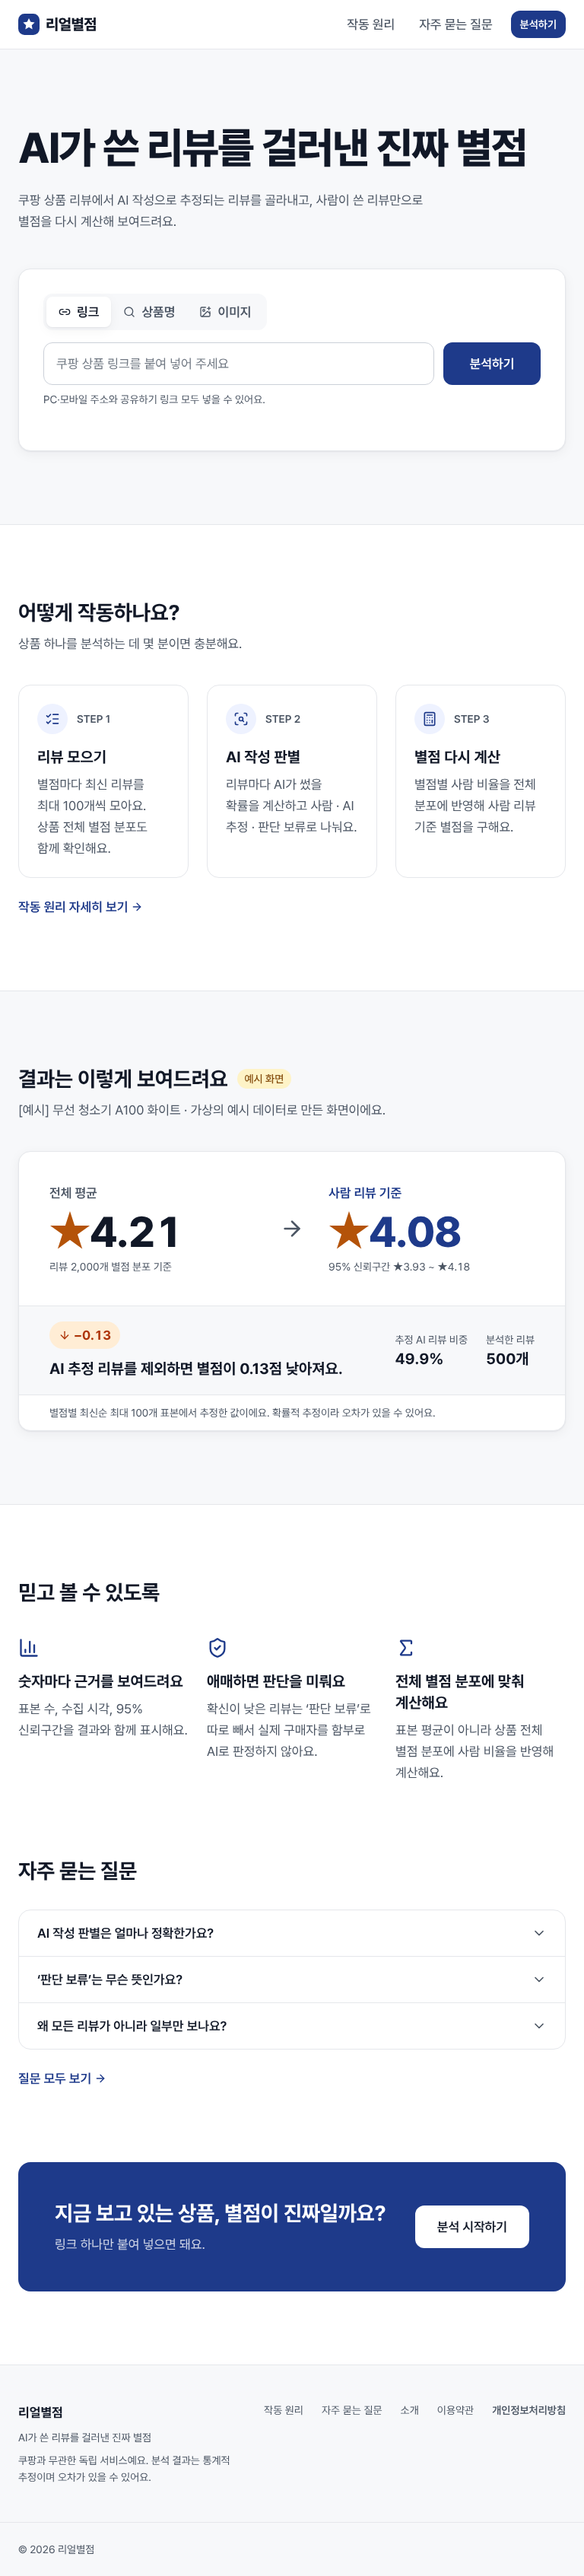 리얼별점
작동 원리
자주 묻는 질문
분석하기
AI가 쓴 리뷰를 걸러낸 진짜 별점
쿠팡 상품 리뷰에서 AI 작성으로 추정되는 리뷰를 골라내고, 사람이 쓴 리뷰만으로
별점을 다시 계산해 보여드려요.
링크
상품명
이미지
쿠팡 상품 링크를 붙여 넣어 주세요
분석하기
PC·모바일 주소와 공유하기 링크 모두 넣을 수 있어요.
어떻게 작동하나요?
상품 하나를 분석하는 데 몇 분이면 충분해요.
STEP 1
리뷰 모으기
별점마다 최신 리뷰를
최대 100개씩 모아요.
상품 전체 별점 분포도
함께 확인해요.
STEP 2
AI 작성 판별
리뷰마다 AI가 썼을
확률을 계산하고 사람 · AI
추정 · 판단 보류로 나눠요.
STEP 3
별점 다시 계산
별점별 사람 비율을 전체
분포에 반영해 사람 리뷰
기준 별점을 구해요.
작동 원리 자세히 보기 →
결과는 이렇게 보여드려요
예시 화면
[예시] 무선 청소기 A100 화이트 · 가상의 예시 데이터로 만든 화면이에요.
전체 평균
★4.21
리뷰 2,000개 별점 분포 기준
→
사람 리뷰 기준
★4.08
95% 신뢰구간 ★3.93 ~ ★4.18
↓ −0.13
AI 추정 리뷰를 제외하면 별점이 0.13점 낮아져요.
추정 AI 리뷰 비중
49.9%
분석한 리뷰
500개
별점별 최신순 최대 100개 표본에서 추정한 값이에요. 확률적 추정이라 오차가 있을 수 있어요.
믿고 볼 수 있도록
숫자마다 근거를 보여드려요
표본 수, 수집 시각, 95%
신뢰구간을 결과와 함께 표시해요.
애매하면 판단을 미뤄요
확신이 낮은 리뷰는 ‘판단 보류’로
따로 빼서 실제 구매자를 함부로
AI로 판정하지 않아요.
전체 별점 분포에 맞춰
계산해요
표본 평균이 아니라 상품 전체
별점 분포에 사람 비율을 반영해
계산해요.
자주 묻는 질문
AI 작성 판별은 얼마나 정확한가요?
‘판단 보류’는 무슨 뜻인가요?
왜 모든 리뷰가 아니라 일부만 보나요?
질문 모두 보기 →
지금 보고 있는 상품, 별점이 진짜일까요?
링크 하나만 붙여 넣으면 돼요.
분석 시작하기
리얼별점
AI가 쓴 리뷰를 걸러낸 진짜 별점
쿠팡과 무관한 독립 서비스예요. 분석 결과는 통계적
추정이며 오차가 있을 수 있어요.
작동 원리
자주 묻는 질문
소개
이용약관
개인정보처리방침
© 2026 리얼별점